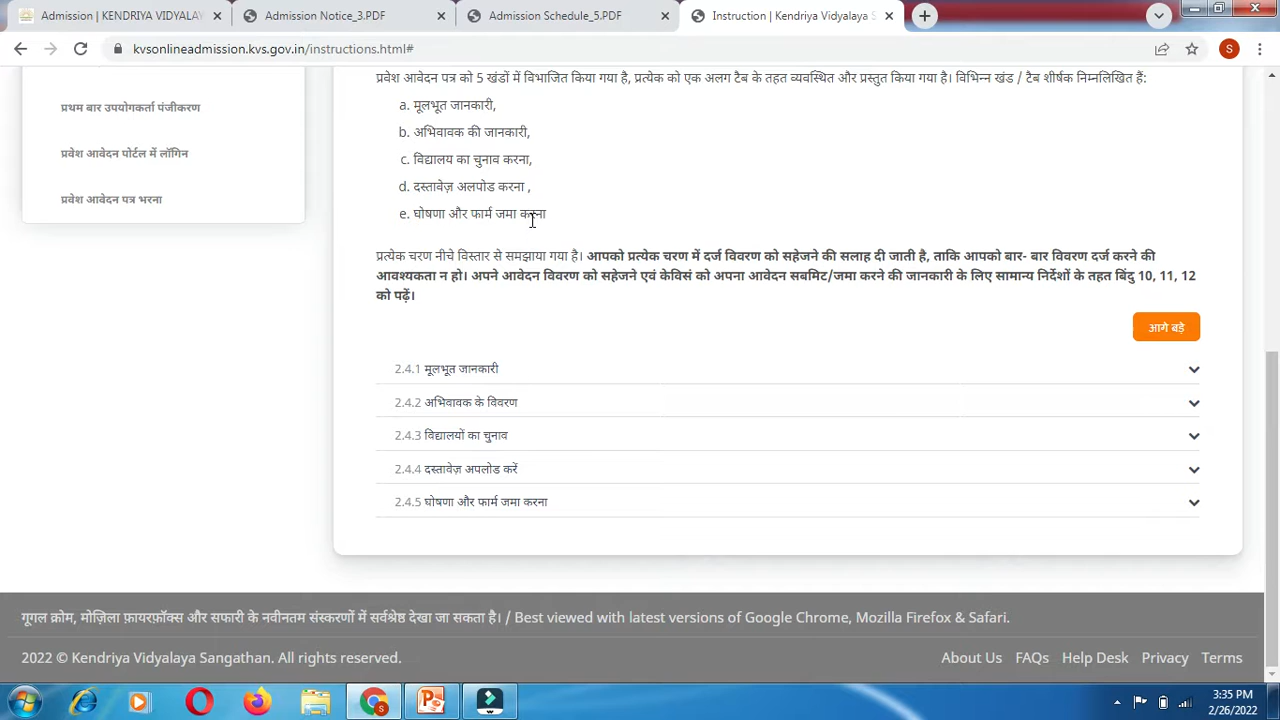 Admission | KENDRIYA VIDYALAYA
Admission Notice_3.PDF
hedule_5.PDF
Instruction | Kendriya Vidyalaya S
kvsonlineadmission.kvs.gov.in/instructions.html#
S
प्रथम बार उपयोगकर्ता पंजीकरण
प्रवेश आवेदन पोर्टल में लॉगिन
प्रवेश आवेदन पत्र भरना
प्रवेश आवेदन पत्र को 5 खंडों में विभाजित किया गया है, प्रत्येक को एक अलग टैब के तहत व्यवस्थित और प्रस्तुत किया गया है। विभिन्न खंड / टैब शीर्षक निम्नलिखित हैं:
a. मूलभूत जानकारी,
b. अभिवावक की जानकारी,
c. विद्यालय का चुनाव करना,
d. दस्तावेज़ अलपोड करना ,
e. घोषणा और फार्म जमा करना
प्रत्येक चरण नीचे विस्तार से समझाया गया है। आपको प्रत्येक चरण में दर्ज विवरण को सहेजने की सलाह दी जाती है, ताकि आपको बार- बार विवरण दर्ज करने की
आवश्यकता न हो। अपने आवेदन विवरण को सहेजने एवं केविसं को अपना आवेदन सबमिट/जमा करने की जानकारी के लिए सामान्य निर्देशों के तहत बिंदु 10, 11, 12
को पढ़ें।
आगे बड़े
2.4.1 मूलभूत जानकारी
2.4.2 अभिवावक के विवरण
2.4.3 विद्यालयों का चुनाव
2.4.4 दस्तावेज़ अपलोड करें
2.4.5 घोषणा और फार्म जमा करना
गूगल क्रोम, मोज़िला फ़ायरफ़ॉक्स और सफारी के नवीनतम संस्करणों में सर्वश्रेष्ठ देखा जा सकता है। / Best viewed with latest versions of Google Chrome, Mozilla Firefox & Safari.
2022 © Kendriya Vidyalaya Sangathan. All rights reserved.
About Us FAQs Help Desk Privacy Terms
3:35 PM
2/26/2022